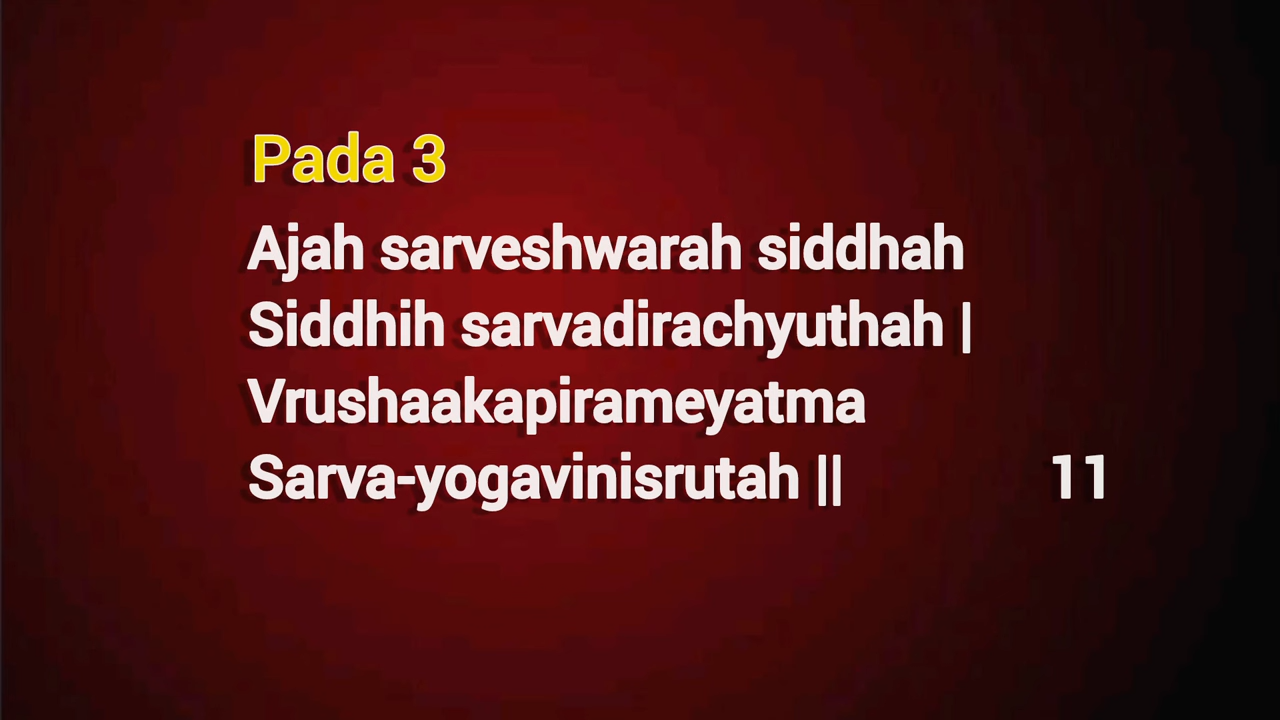 Pada 3
Ajah sarveshwarah siddhah
Siddhih sarvadirachyuthah |
Vrushaakapirameyatma
Sarva-yogavinisrutah || 11